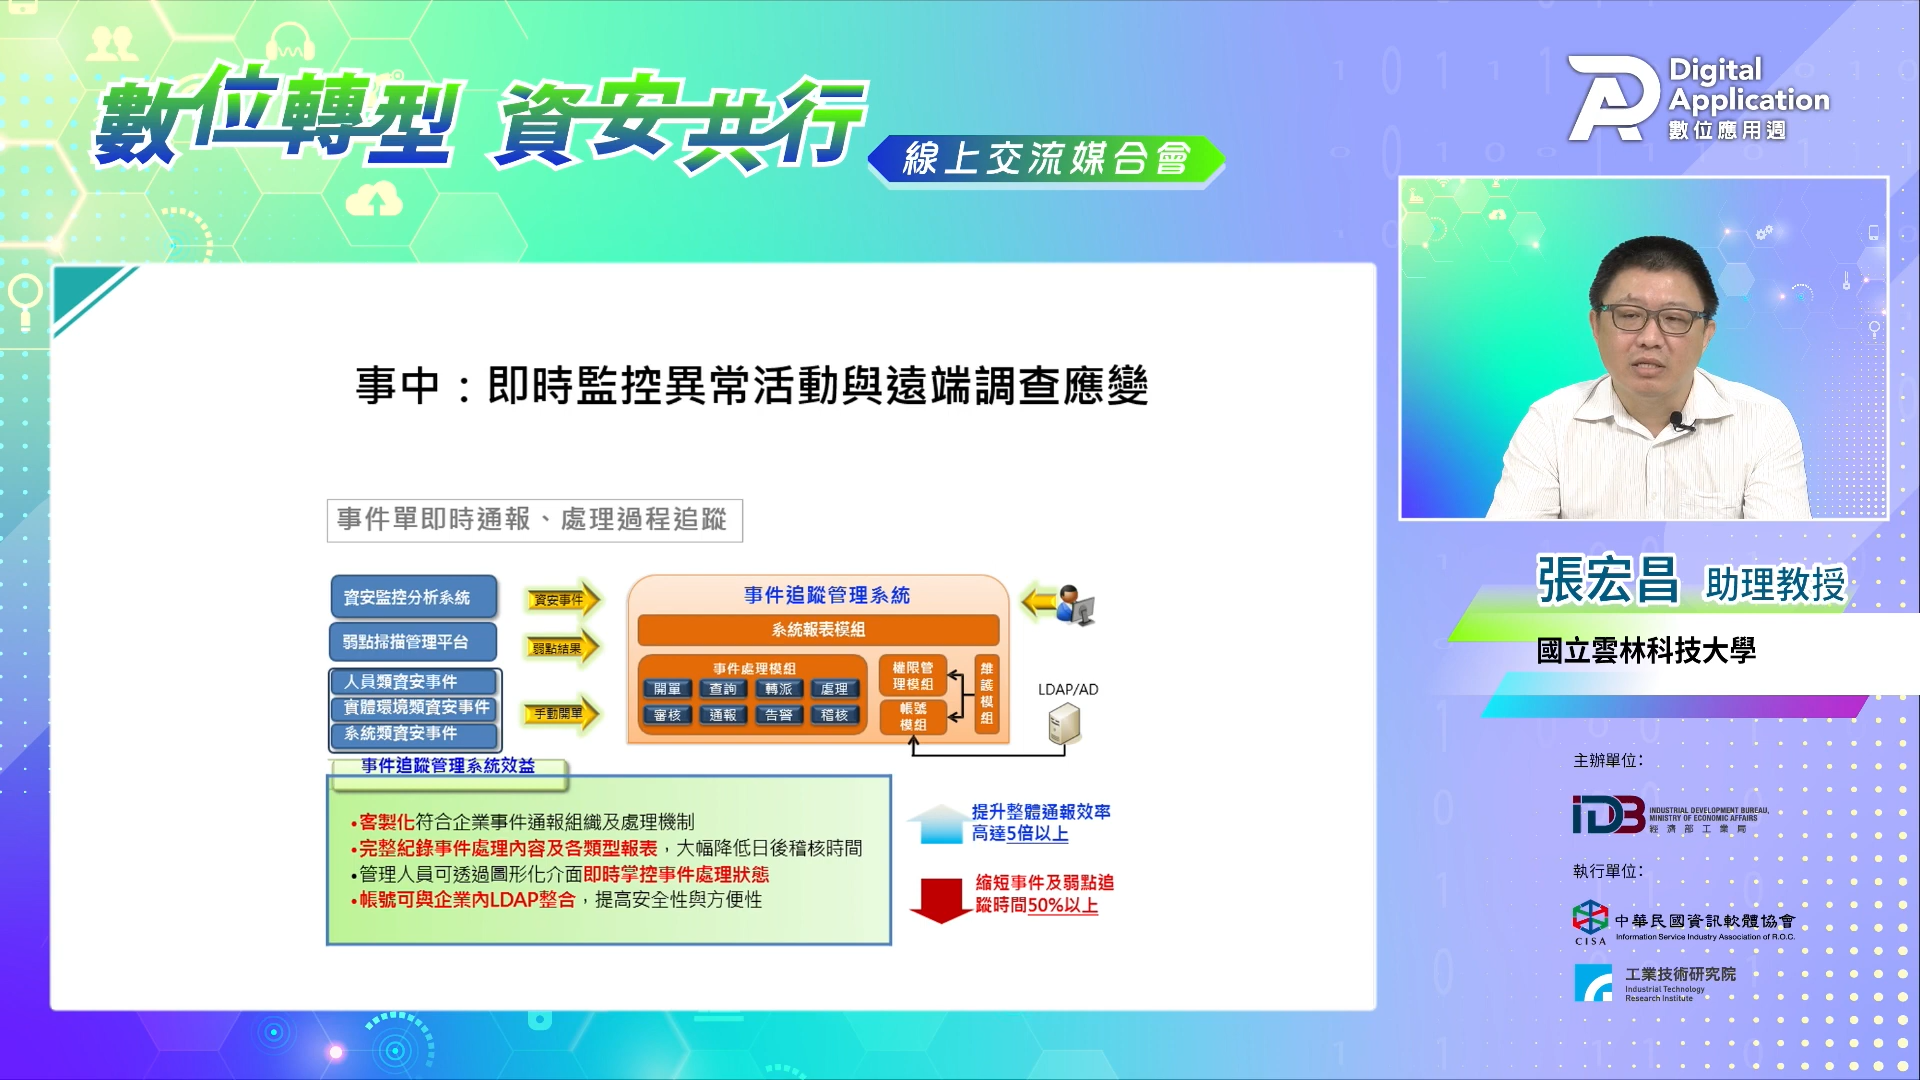 數位轉型 資安共行
線上交流媒合會
Digital
Application
數位應用週
事中：即時監控異常活動與遠端調查應變
事件單即時通報、處理過程追蹤
資安監控分析系統
弱點掃描管理平台
人員類資安事件
實體環境類資安事件
系統類資安事件
資安事件
弱點結果
手動開單
事件追蹤管理系統
系統報表模組
事件處理模組
開單 查詢 轉派 處理
審核 通報 告警 稽核
權限管
理模組
帳號
模組
維護模組
LDAP/AD
事件追蹤管理系統效益
•客製化符合企業事件通報組織及處理機制
•完整紀錄事件處理內容及各類型報表，大幅降低日後稽核時間
•管理人員可透過圖形化介面即時掌控事件處理狀態
•帳號可與企業內LDAP整合，提高安全性與方便性
提升整體通報效率
高達5倍以上
縮短事件及弱點追
蹤時間50%以上
張宏昌 助理教授
國立雲林科技大學
主辦單位：
IDB
INDUSTRIAL DEVELOPMENT BUREAU,
MINISTRY OF ECONOMIC AFFAIRS
經濟部工業局
執行單位：
CISA
中華民國資訊軟體協會
Information Service Industry Association of R.O.C.
工業技術研究院
Industrial Technology
Research Institute